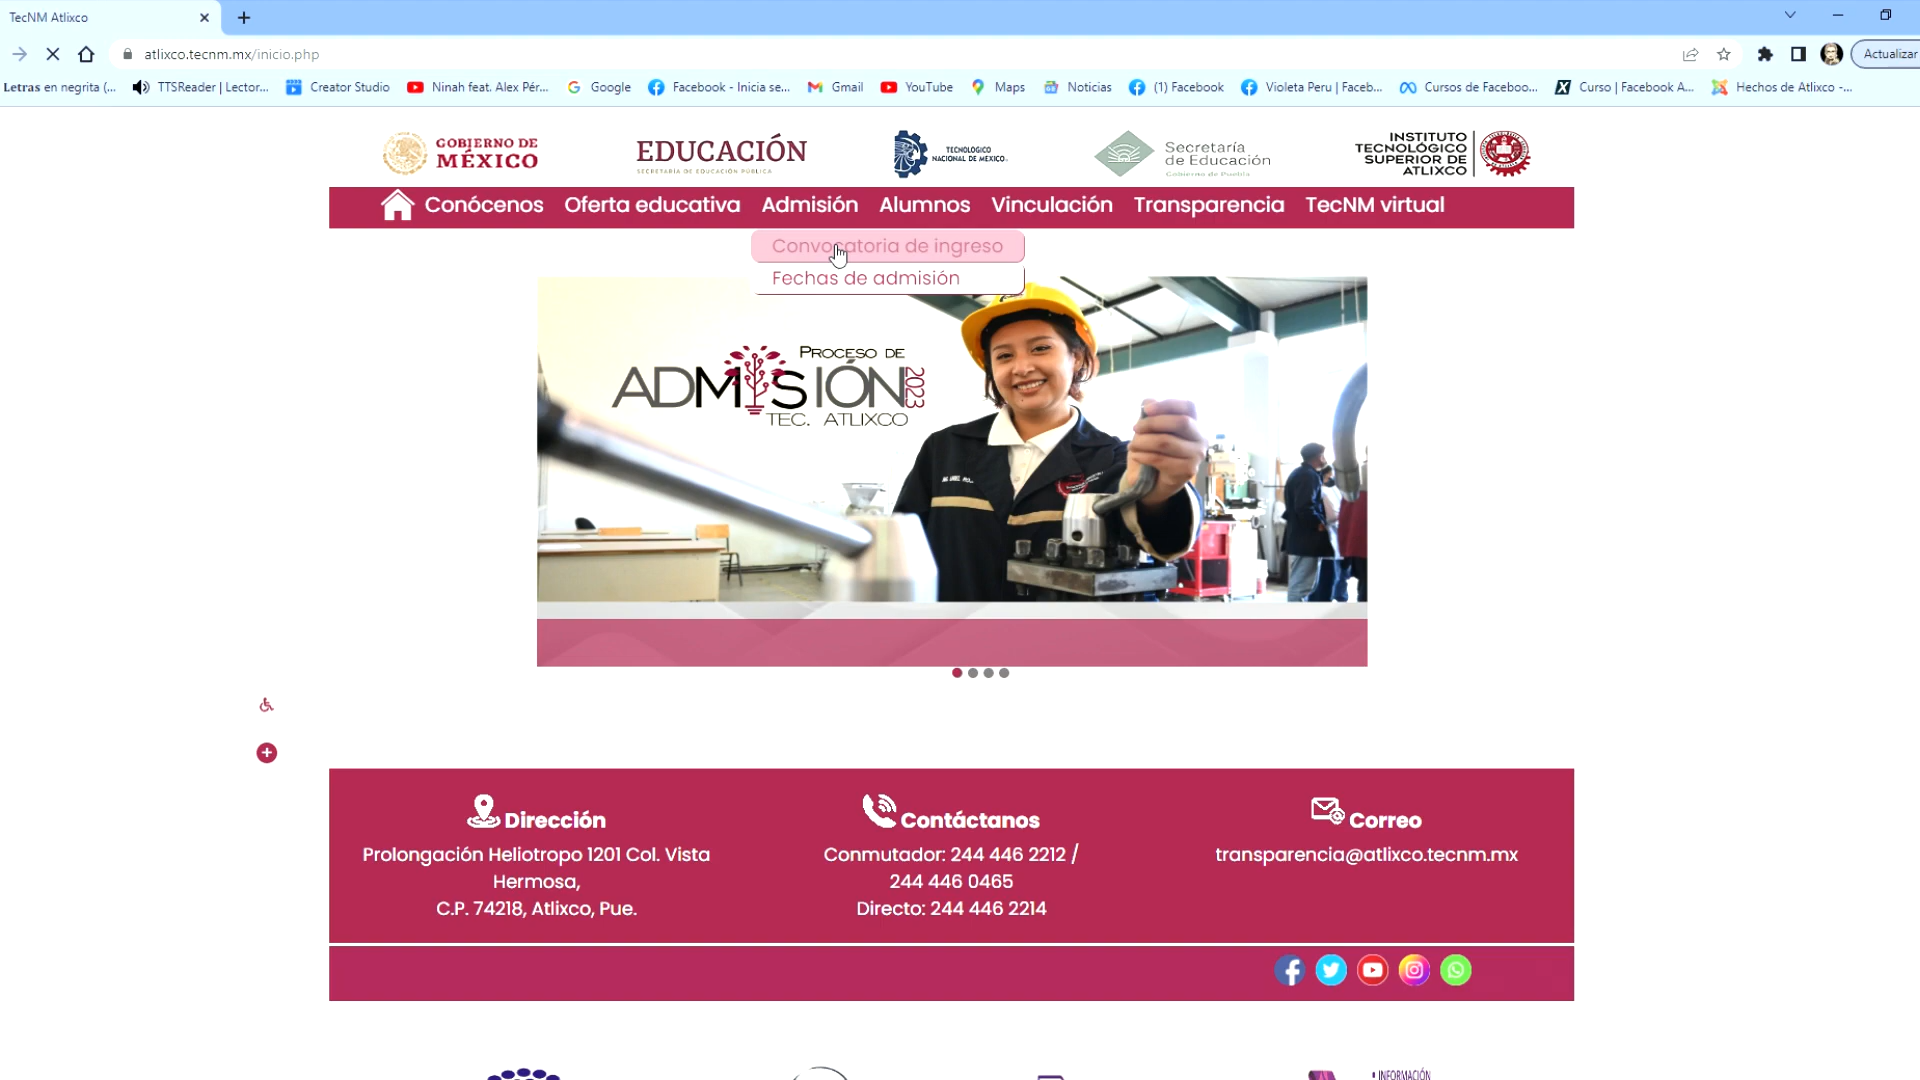 TecNM Atlixco
atlixco.tecnm.mx/inicio.php
Actualizar
Letras en negrita (...
TTSReader | Lector...
Creator Studio
Ninah feat. Alex Pér...
Google
Facebook - Inicia se...
Gmail
YouTube
Maps
Noticias
(1) Facebook
Violeta Peru | Faceb...
Cursos de Faceboo...
Curso | Facebook A...
Hechos de Atlixco -...
GOBIERNO DE
MÉXICO
EDUCACIÓN
SECRETARÍA DE EDUCACIÓN PÚBLICA
TECNOLÓGICO
NACIONAL DE MÉXICO
Secretaría
de Educación
Gobierno de Puebla
INSTITUTO
TECNOLÓGICO
SUPERIOR DE
ATLIXCO
Conócenos
Oferta educativa
Admisión
Alumnos
Vinculación
Transparencia
TecNM virtual
Convocatoria de ingreso
Fechas de admisión
PROCESO DE
ADMISIÓN
2023
TEC. ATLIXCO
Dirección
Prolongación Heliotropo 1201 Col. Vista
Hermosa,
C.P. 74218, Atlixco, Pue.
Contáctanos
Conmutador: 244 446 2212 /
244 446 0465
Directo: 244 446 2214
Correo
transparencia@atlixco.tecnm.mx
INFORMACIÓN